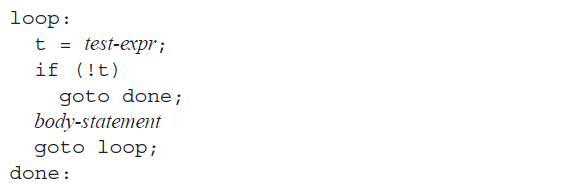 loop:
  t = test-expr;
  if (!t)
    goto done;
  body-statement
  goto loop;
done: